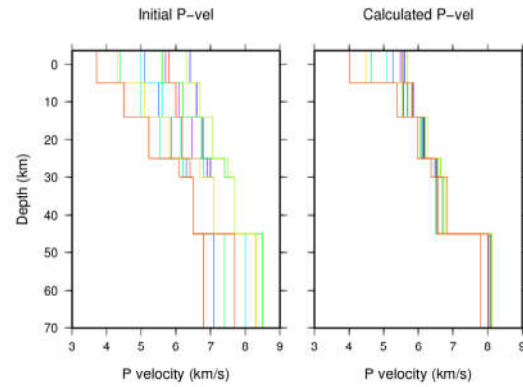 Initial P-vel
Calculated P-vel
Depth (km)
0
10
20
30
40
50
60
70
3 4 5 6 7 8 9
3 4 5 6 7 8 9
P velocity (km/s)
P velocity (km/s)